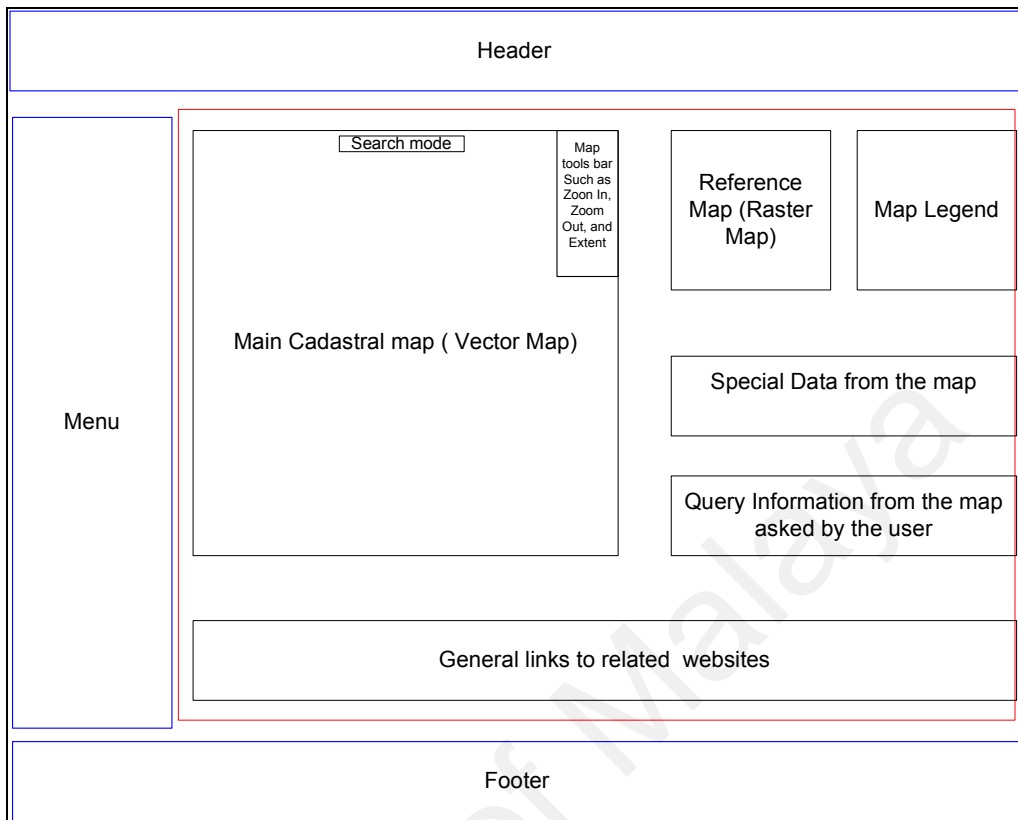 Header
Menu
Search mode
Map
tools bar
Such as
Zoon In,
Zoom
Out, and
Extent
Main Cadastral map ( Vector Map)
Reference
Map (Raster
Map)
Map Legend
Special Data from the map
Query Information from the map
asked by the user
General links to related  websites
Footer
of Malaya